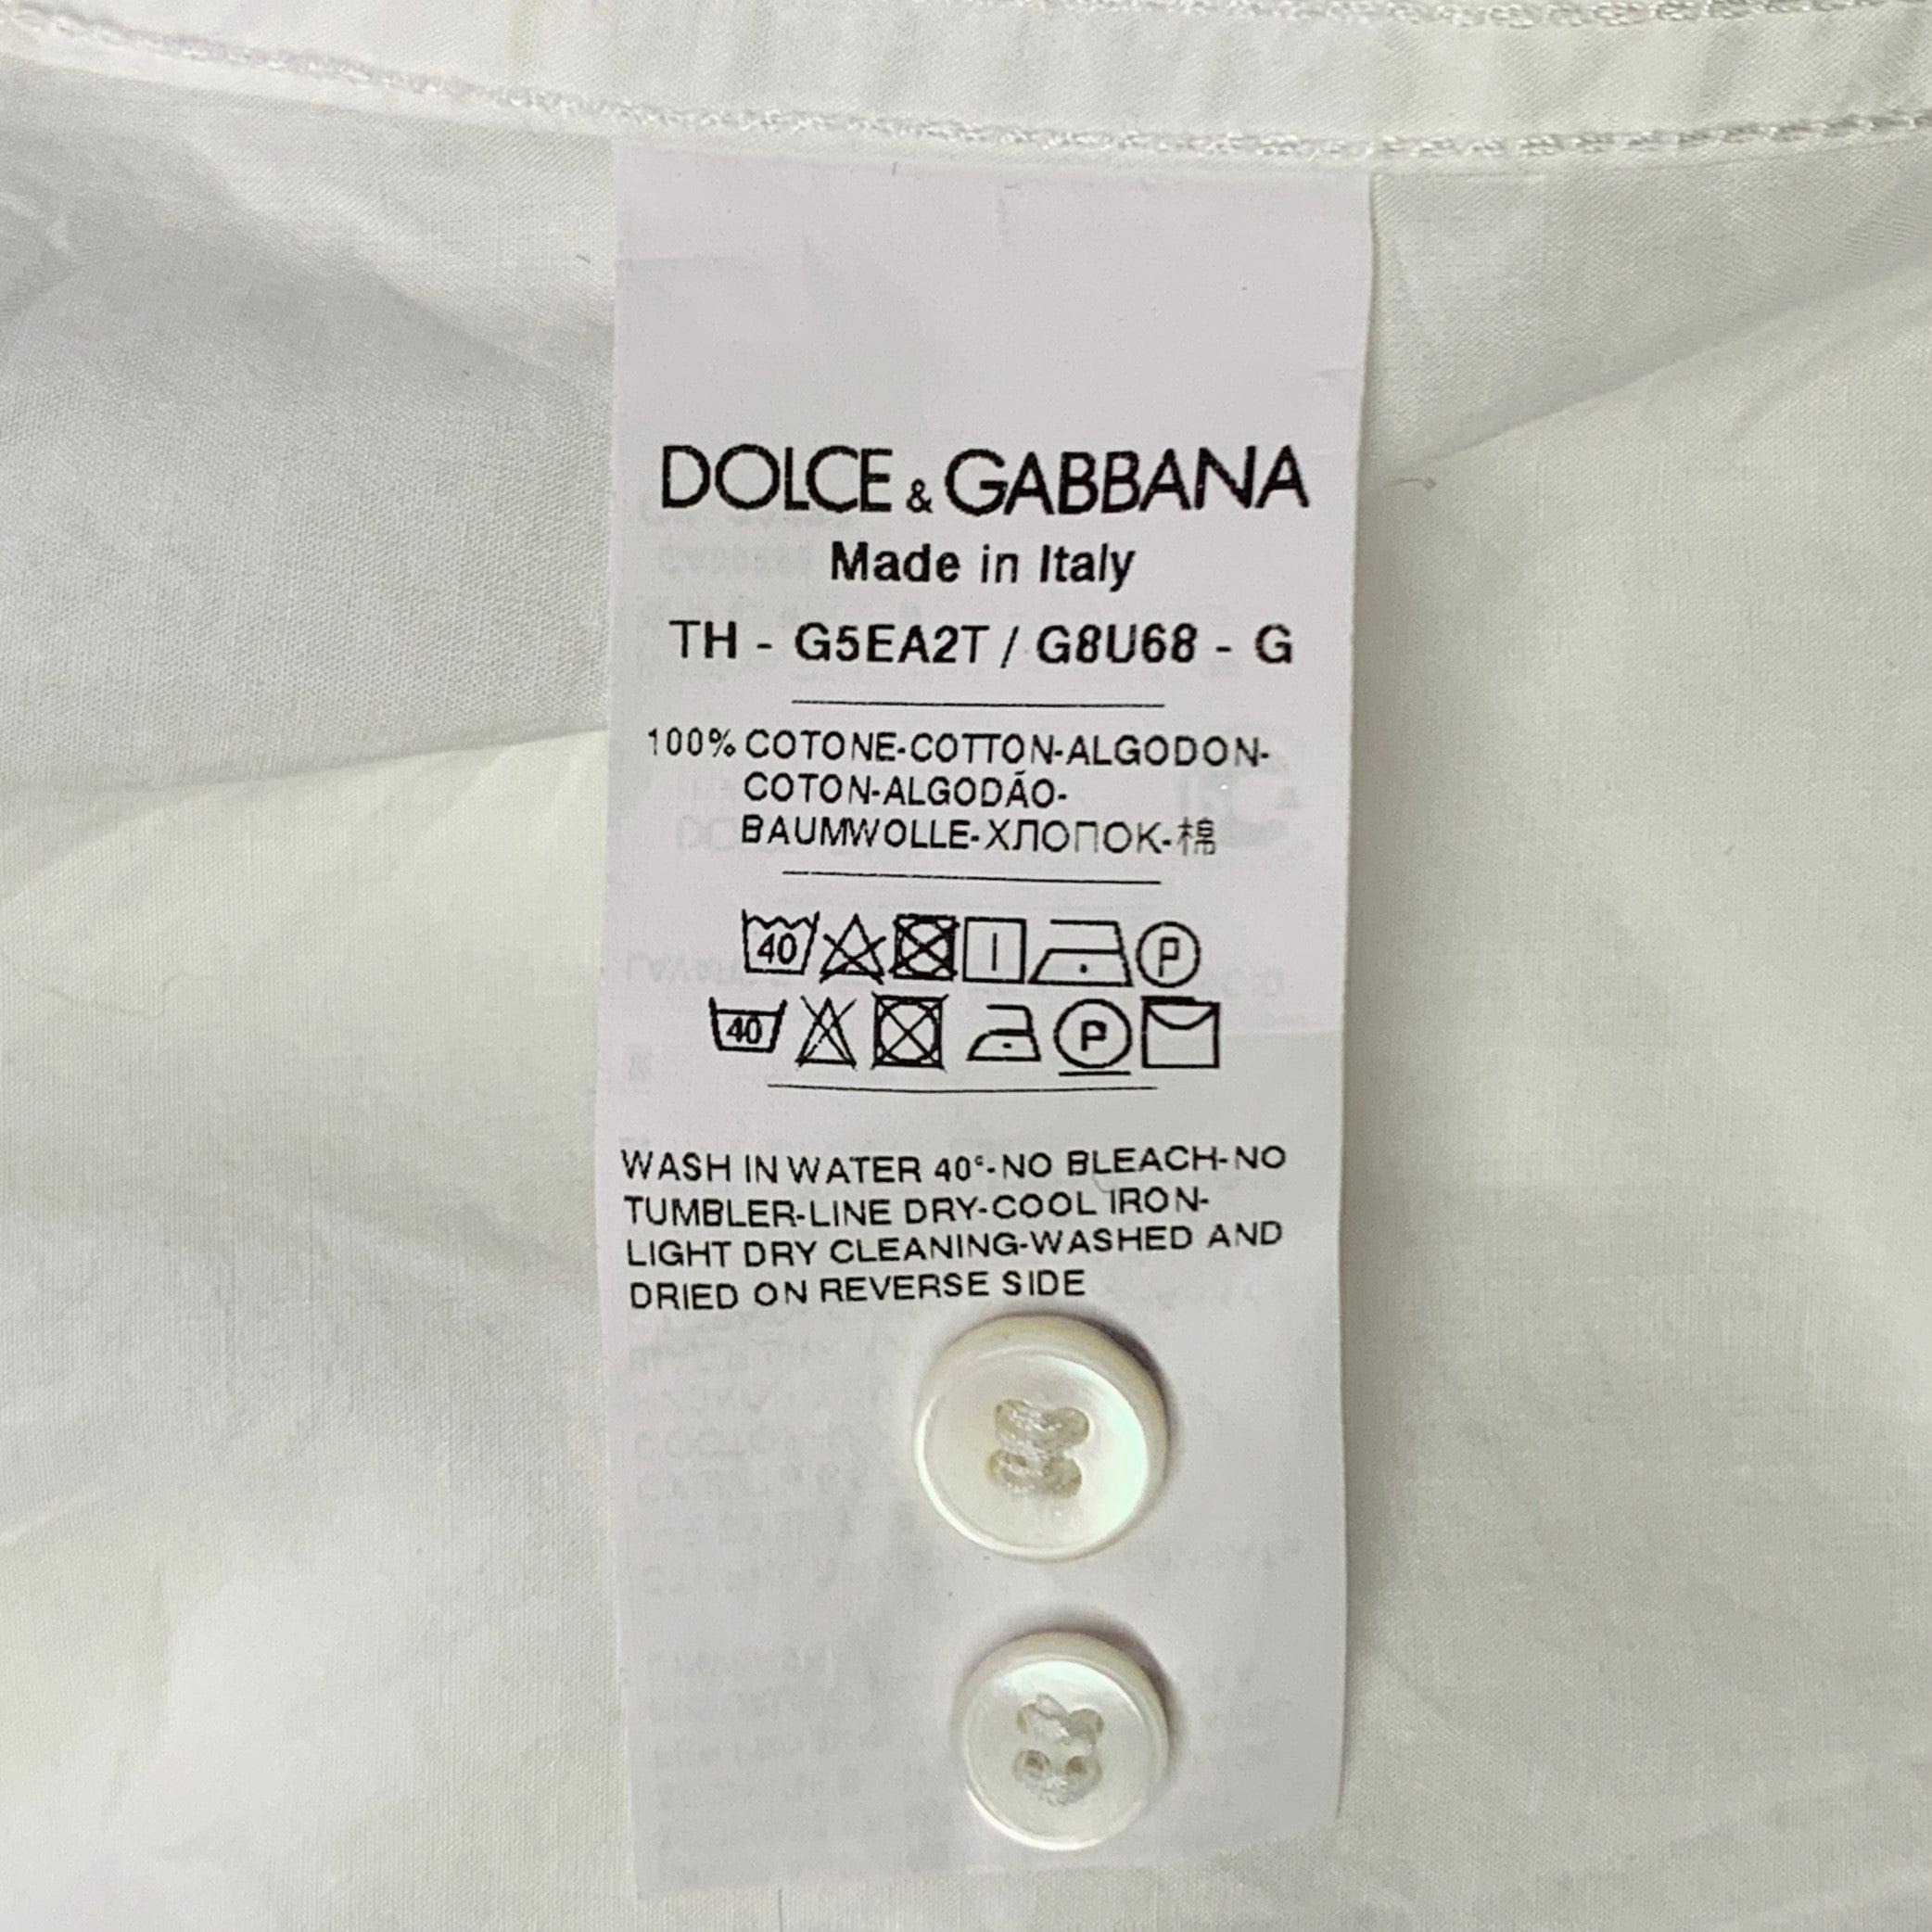 DOLCE & GABBANA
Made in Italy
TH - G5EA2T / G8U68 - G
100% COTONE-COTTON-ALGODON-
COTON-ALGODÃO-
BAUMWOLLE-ХЛОПОК-棉
40 P
40 P
WASH IN WATER 40°-NO BLEACH-NO
TUMBLER-LINE DRY-COOL IRON-
LIGHT DRY CLEANING-WASHED AND
DRIED ON REVERSE SIDE